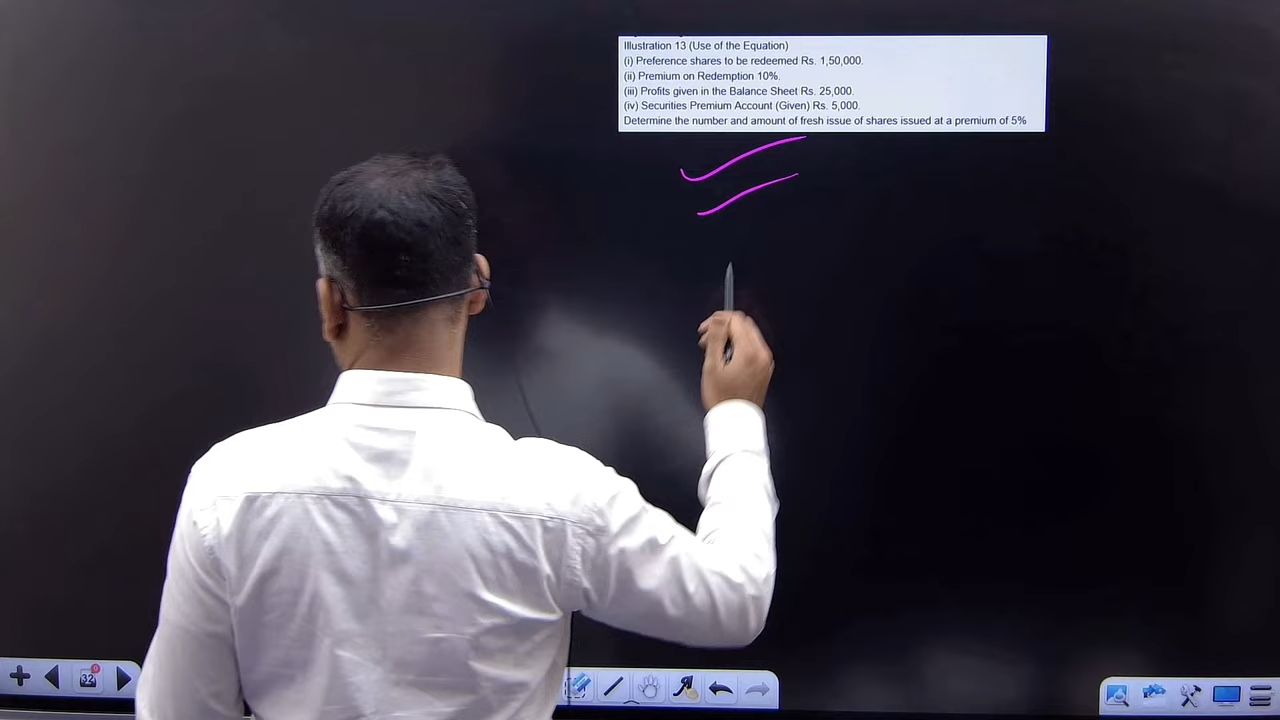 Illustration 13 (Use of the Equation)
(i) Preference shares to be redeemed Rs. 1,50,000.
(ii) Premium on Redemption 10%.
(iii) Profits given in the Balance Sheet Rs. 25,000.
(iv) Securities Premium Account (Given) Rs. 5,000.
Determine the number and amount of fresh issue of shares issued at a premium of 5%
32